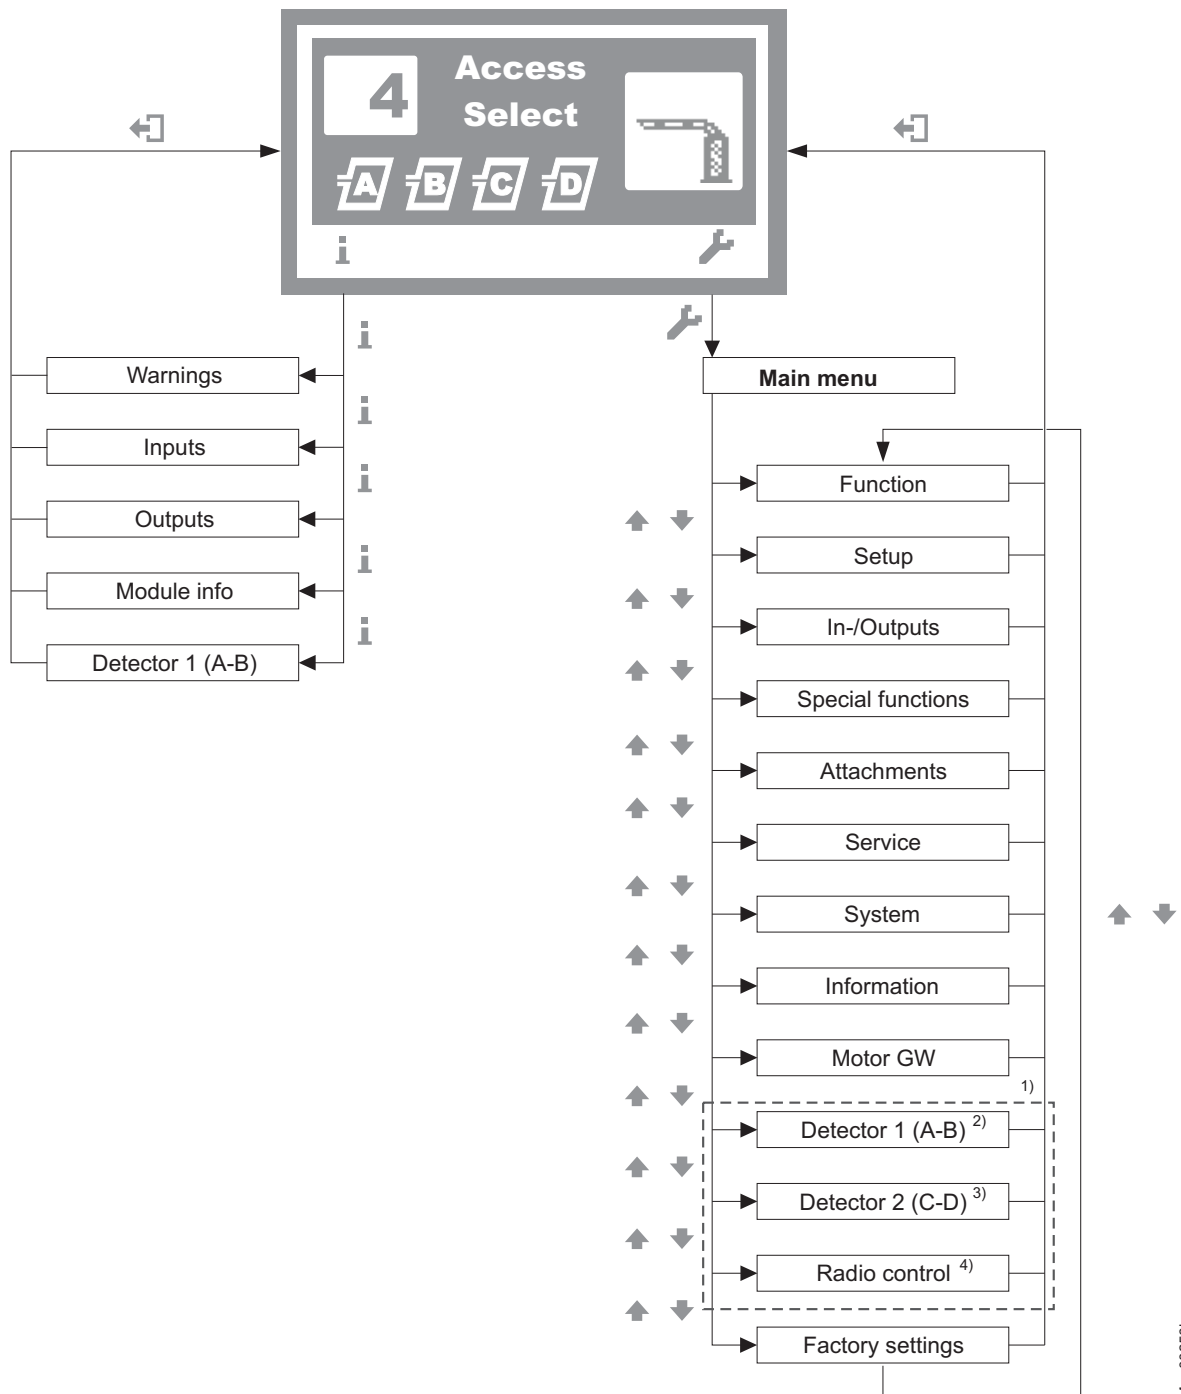 4
Access
Select
A B C D
i
i
Warnings
i
Inputs
i
Outputs
i
Module info
i
Detector 1 (A-B)
Main menu
Function
Setup
In-/Outputs
Special functions
Attachments
Service
System
Information
Motor GW
1)
Detector 1 (A-B) 2)
Detector 2 (C-D) 3)
Radio control 4)
Factory settings